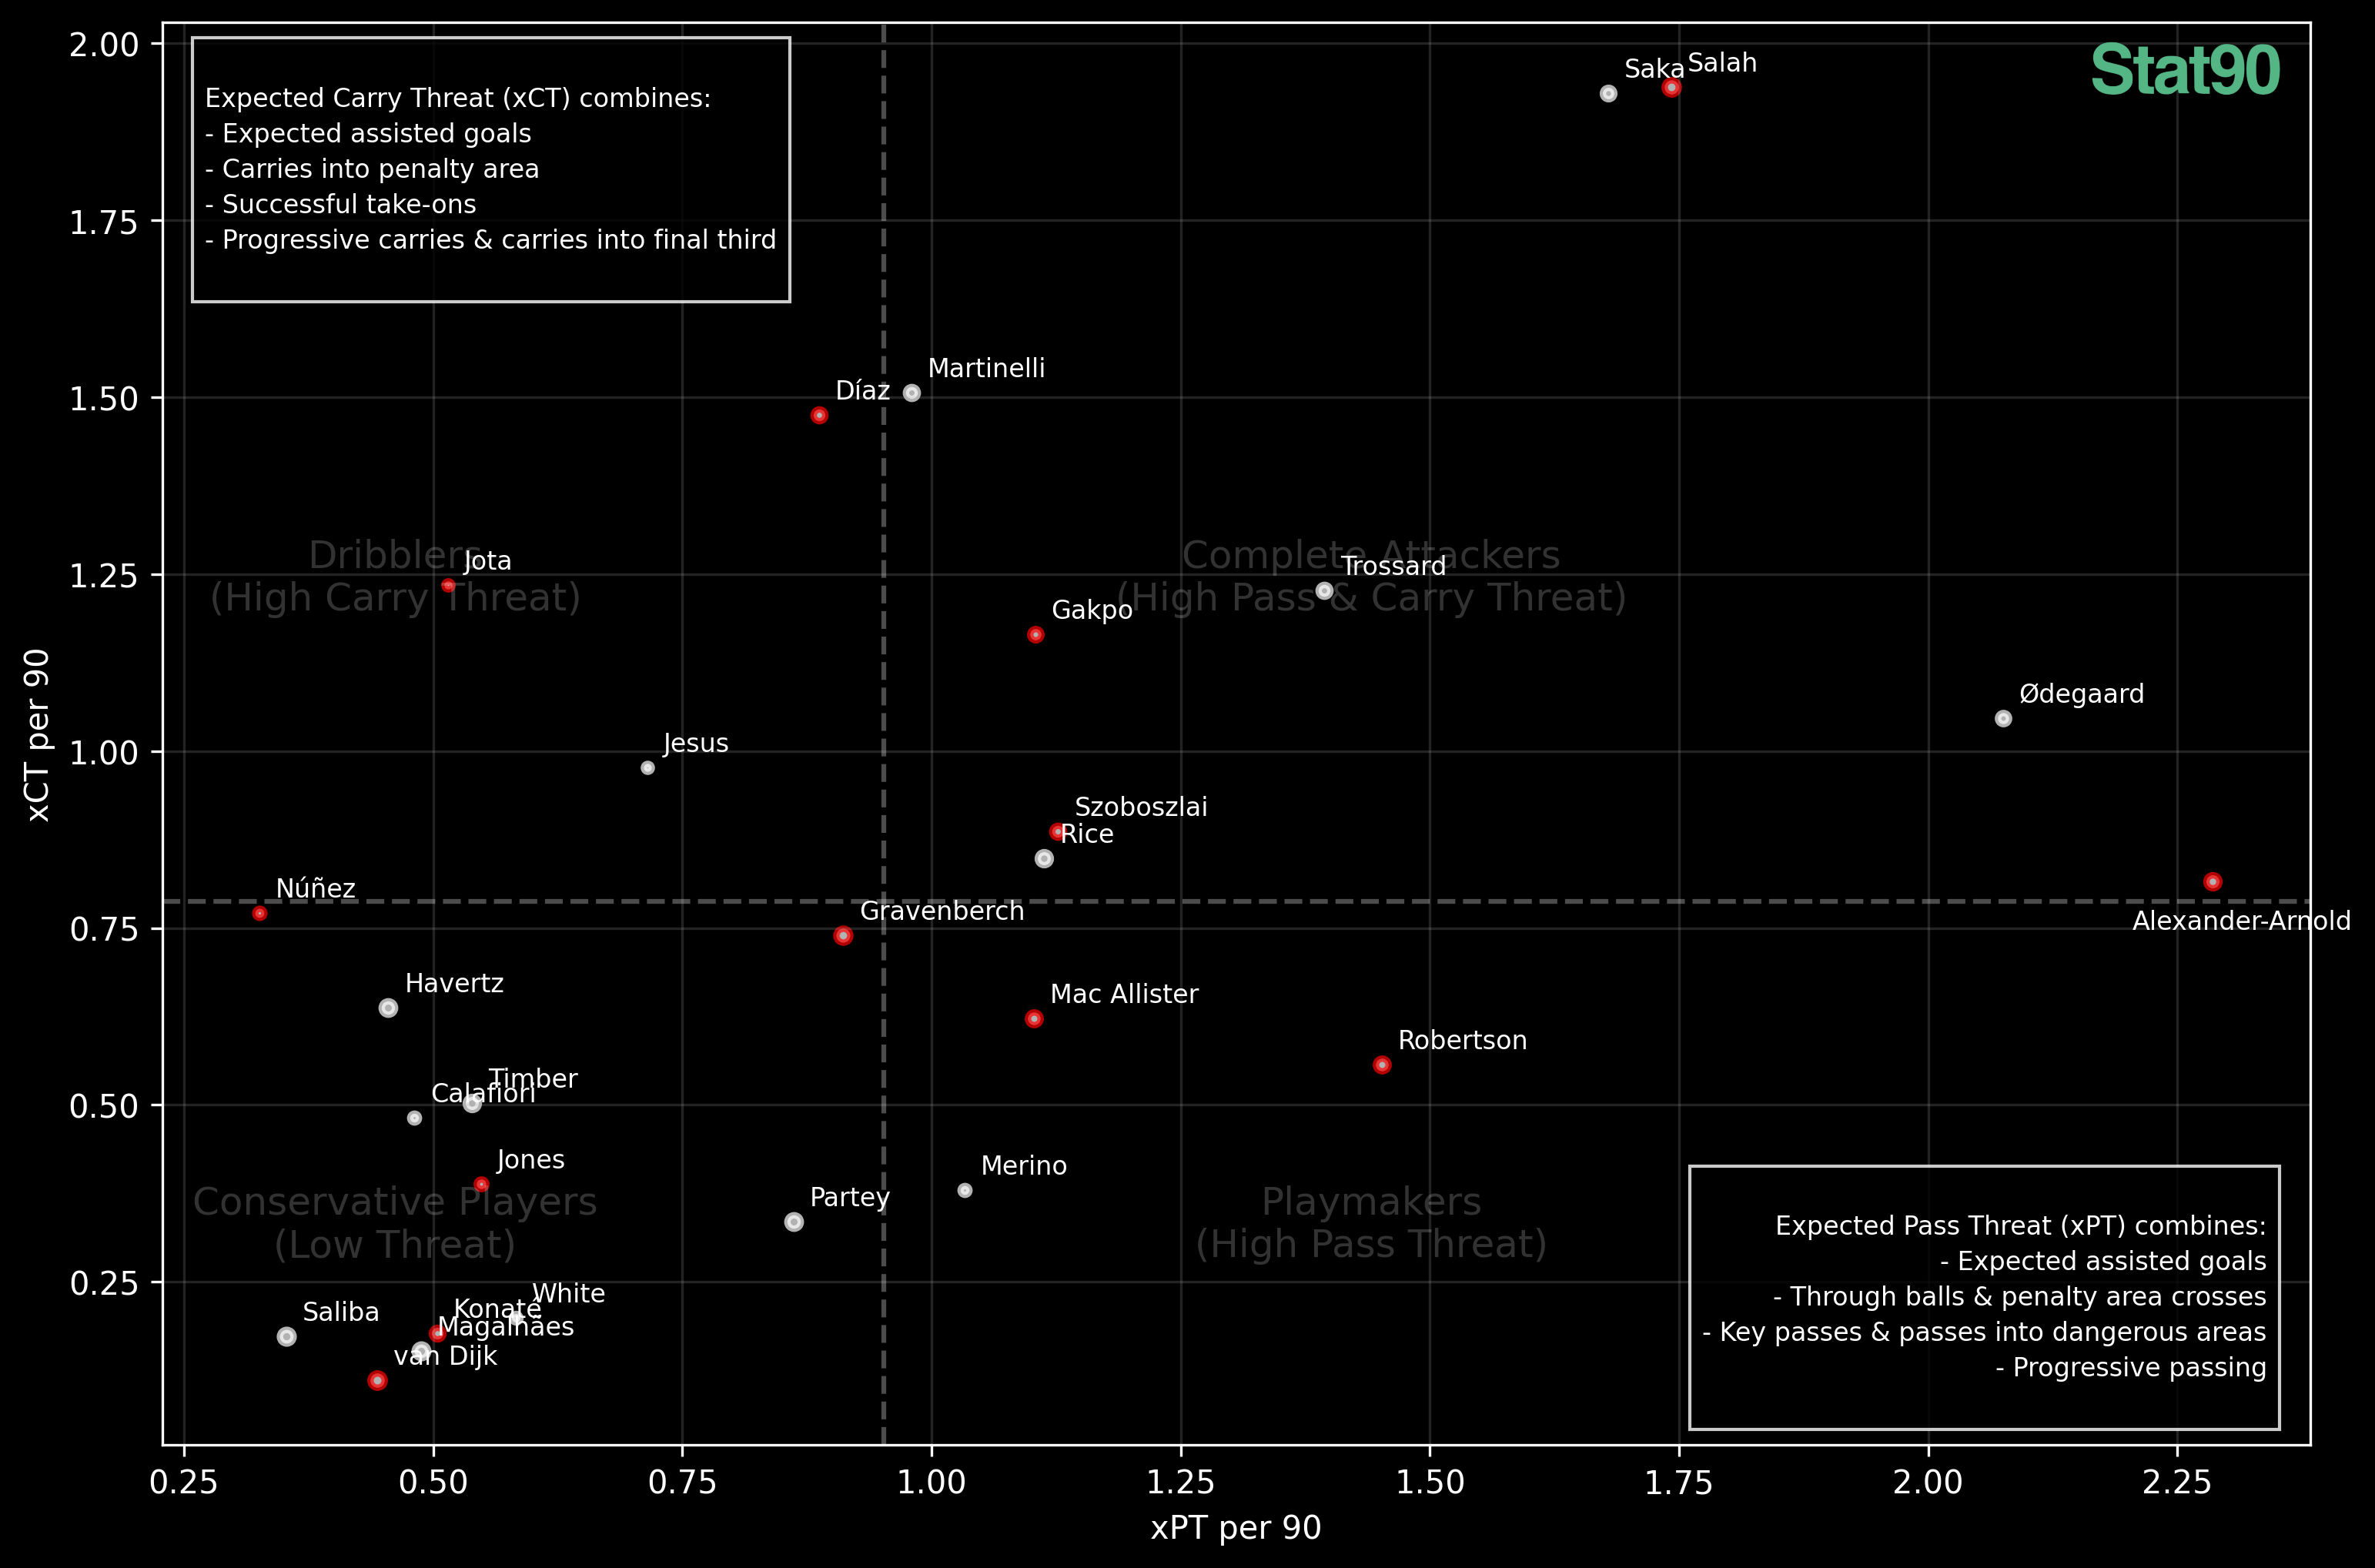 2.00
1.75
1.50
1.25
1.00
0.75
0.50
0.25
xCT per 90
Expected Carry Threat (xCT) combines:
- Expected assisted goals
- Carries into penalty area
- Successful take-ons
- Progressive carries & carries into final third
Stat90
Saka
Salah
Martinelli
Díaz
Dribblers
(High Carry Threat)
Jota
Complete Attackers
(High Pass & Carry Threat)
Trossard
Gakpo
Ødegaard
Jesus
Szoboszlai
Rice
Núñez
Gravenberch
Alexander-Arnold
Havertz
Mac Allister
Robertson
Timber
Calafiori
Jones
Merino
Partey
Conservative Players
(Low Threat)
Playmakers
(High Pass Threat)
White
Saliba
Konaté
Magalhães
van Dijk
Expected Pass Threat (xPT) combines:
- Expected assisted goals
- Through balls & penalty area crosses
- Key passes & passes into dangerous areas
- Progressive passing
0.25 0.50 0.75 1.00 1.25 1.50 1.75 2.00 2.25
xPT per 90